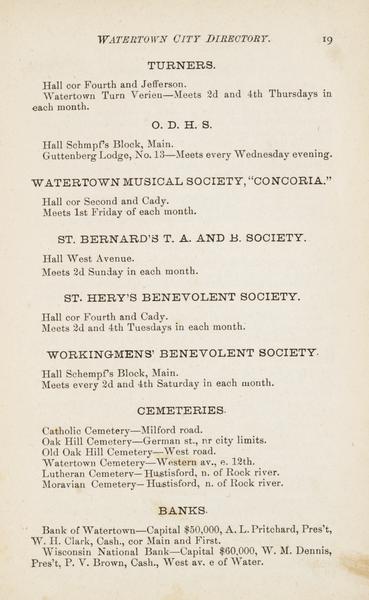 WATERTOWN CITY DIRECTORY. 19
TURNERS.
Hall cor Fourth and Jefferson.
Watertown Turn Verien—Meets 2d and 4th Thursdays in
each month.
O. D. H. S.
Hall Schmpf's Block, Main.
Guttenberg Lodge, No. 13—Meets every Wednesday evening.
WATERTOWN MUSICAL SOCIETY, "CONCORIA."
Hall cor Second and Cady.
Meets 1st Friday of each month.
ST. BERNARD'S T. A. AND B. SOCIETY.
Hall West Avenue.
Meets 2d Sunday in each month.
ST. HERY'S BENEVOLENT SOCIETY.
Hall cor Fourth and Cady.
Meets 2d and 4th Tuesdays in each month.
WORKINGMENS' BENEVOLENT SOCIETY.
Hall Schempf's Block, Main.
Meets every 2d and 4th Saturday in each month.
CEMETERIES.
Catholic Cemetery—Milford road.
Oak Hill Cemetery—German st., nr city limits.
Old Oak Hill Cemetery—West road.
Watertown Cemetery—Western av., e. 12th.
Lutheran Cemetery—Hustisford, n. of Rock river.
Moravian Cemetery—Hustisford, n. of Rock river.
BANKS.
Bank of Watertown—Capital $50,000, A. L. Pritchard, Pres't,
W. H. Clark, Cash., cor Main and First.
Wisconsin National Bank—Capital $60,000, W. M. Dennis,
Pres't, P. V. Brown, Cash., West av. e of Water.